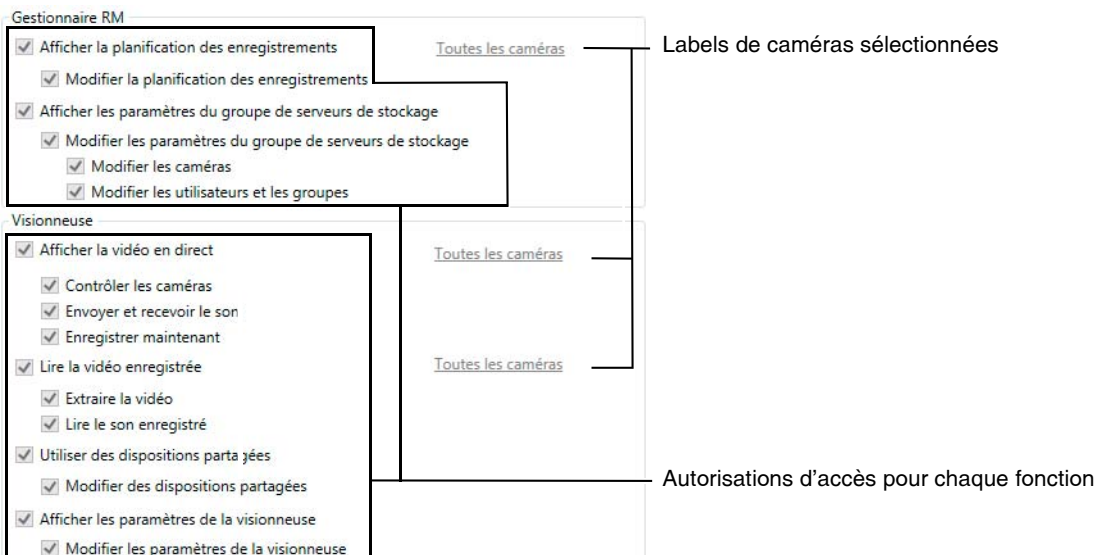 Gestionnaire RM
Afficher la planification des enregistrements Toutes les caméras Labels de caméras sélectionnées
Modifier la planification des enregistrements
Afficher les paramètres du groupe de serveurs de stockage
Modifier les paramètres du groupe de serveurs de stockage
Modifier les caméras
Modifier les utilisateurs et les groupes
Visionneuse
Afficher la vidéo en direct Toutes les caméras
Contrôler les caméras
Envoyer et recevoir le son
Enregistrer maintenant
Lire la vidéo enregistrée Toutes les caméras
Extraire la vidéo
Lire le son enregistré
Utiliser des dispositions partagées
Modifier des dispositions partagées Autorisations d'accès pour chaque fonction
Afficher les paramètres de la visionneuse
Modifier les paramètres de la visionneuse